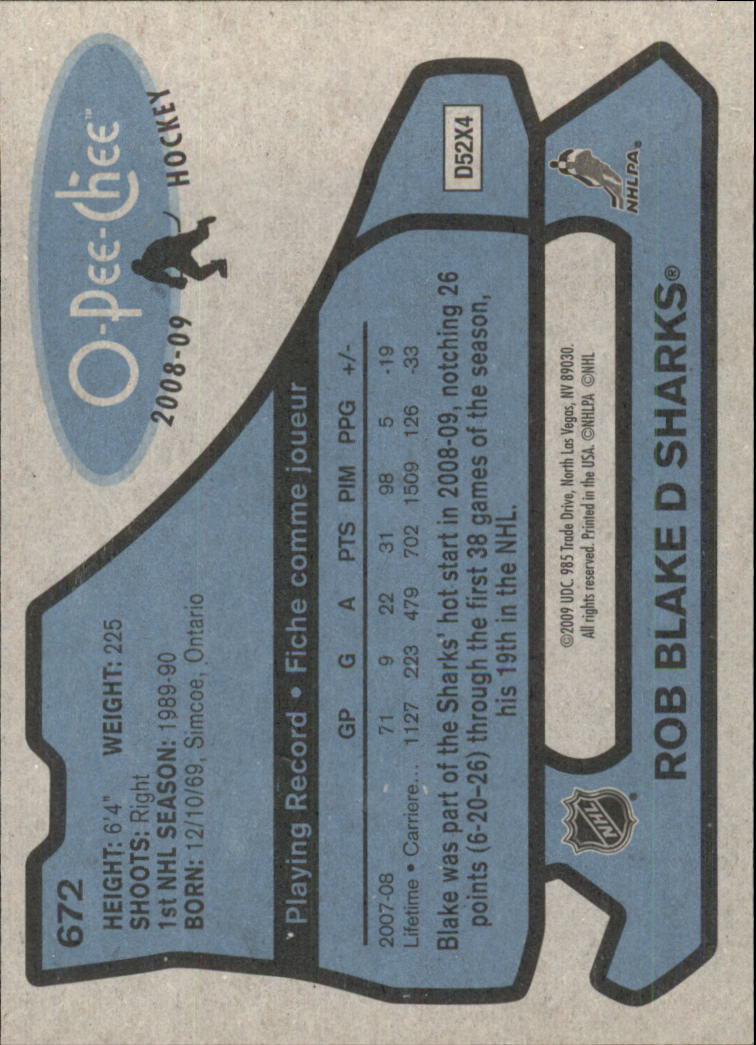 672
HEIGHT: 6'4" WEIGHT: 225
SHOOTS: Right
1st NHL SEASON: 1989-90
BORN: 12/10/69, Simcoe, Ontario
O-Pee-Chee™
2008-09 HOCKEY
Playing Record • Fiche comme joueur
GP G A PTS PIM PPG +/-
2007-08 71 9 22 31 98 5 -19
Lifetime • Carriere... 1127 223 479 702 1509 126 -33
Blake was part of the Sharks' hot start in 2008-09, notching 26
points (6-20-26) through the first 38 games of the season,
his 19th in the NHL.
D52X4
NHL
©2009 UDC. 985 Trade Drive, North Las Vegas, NV 89030.
All rights reserved. Printed in the USA. ©NHLPA ©NHL
NHLPA®
ROB BLAKE D SHARKS®